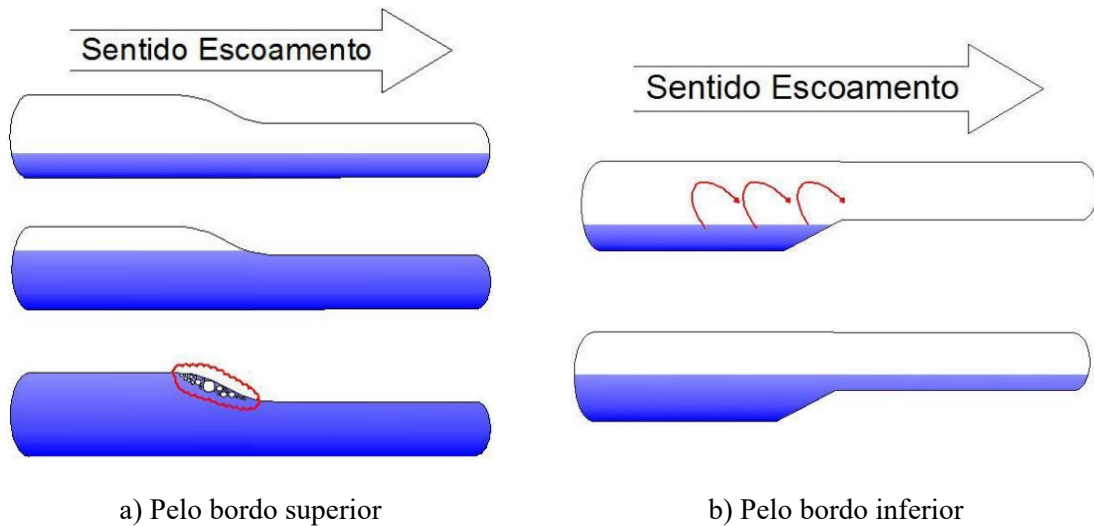 Sentido Escoamento
Sentido Escoamento
a) Pelo bordo superior
b) Pelo bordo inferior